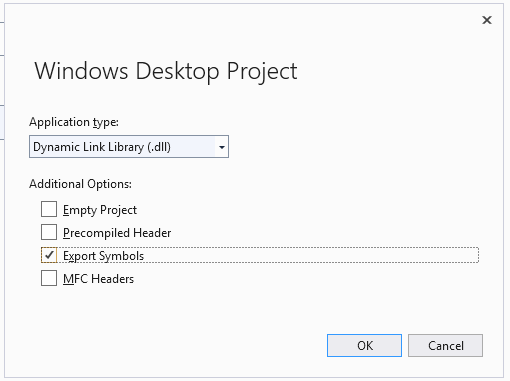 Windows Desktop Project
Application type:
Dynamic Link Library (.dll)
Additional Options:
Empty Project
Precompiled Header
Export Symbols
MFC Headers
OK
Cancel